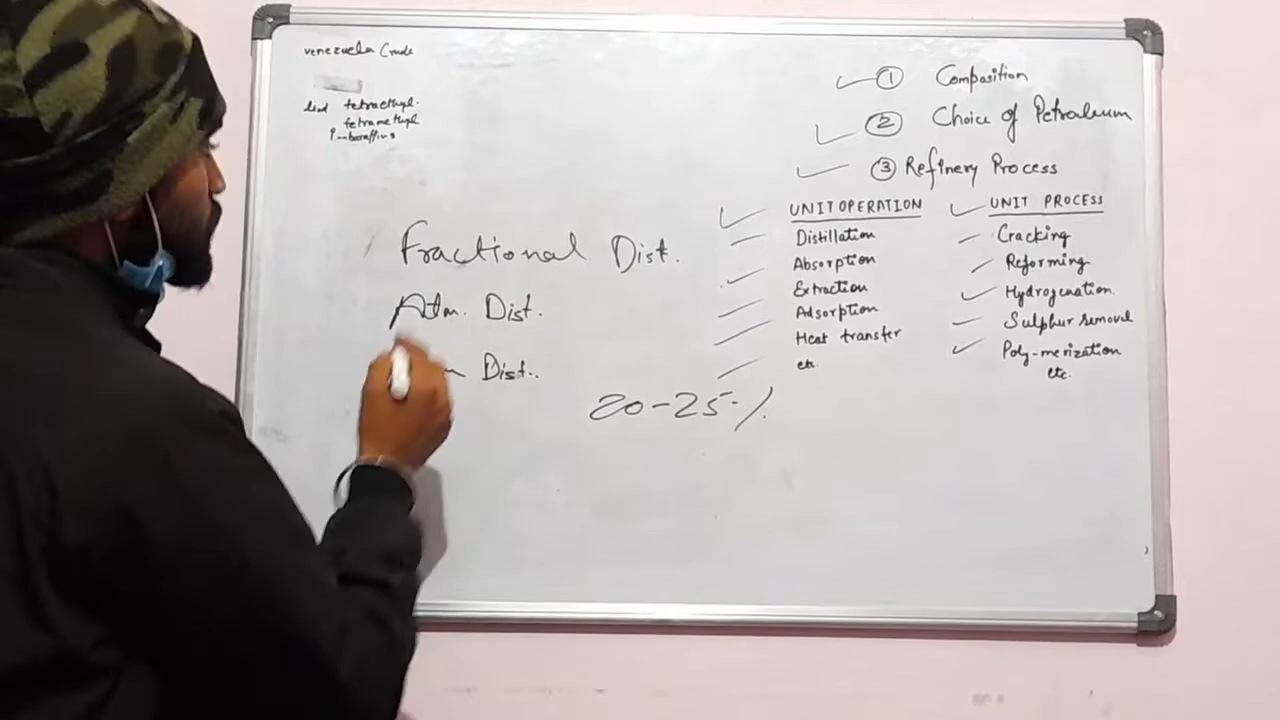 venezuela Crude
lead tetraethyl.
tetramethyl
① Composition
② Choice of Petroleum
③ Refinery Process
UNIT OPERATION
Distillation
Absorption
Extraction
Adsorption
Heat transfer
etc.
UNIT PROCESS
Cracking
Reforming
Hydrogenation.
Sulphur removal
Poly-merization
etc.
Fractional Dist.
Atm. Dist.
Dist..
20-25%